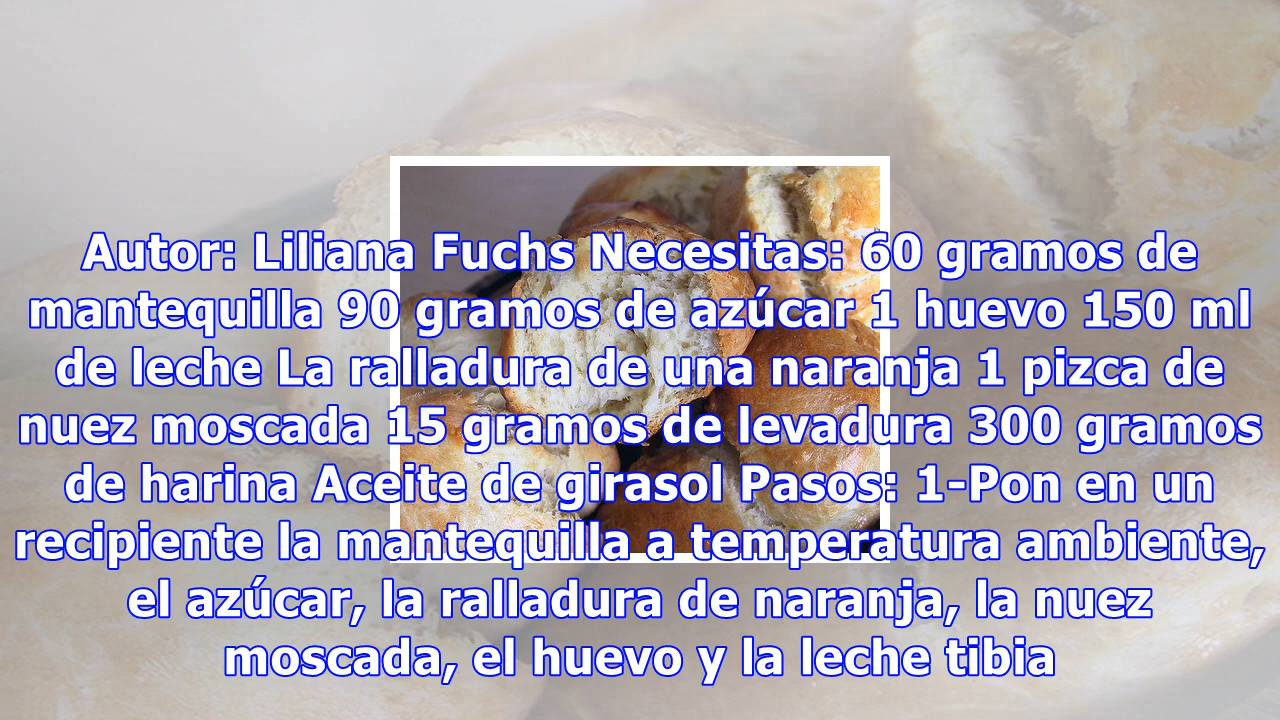 Autor: Liliana Fuchs Necesitas: 60 gramos de
mantequilla 90 gramos de azúcar 1 huevo 150 ml
de leche La ralladura de una naranja 1 pizca de
nuez moscada 15 gramos de levadura 300 gramos
de harina Aceite de girasol Pasos: 1-Pon en un
recipiente la mantequilla a temperatura ambiente,
el azúcar, la ralladura de naranja, la nuez
moscada, el huevo y la leche tibia